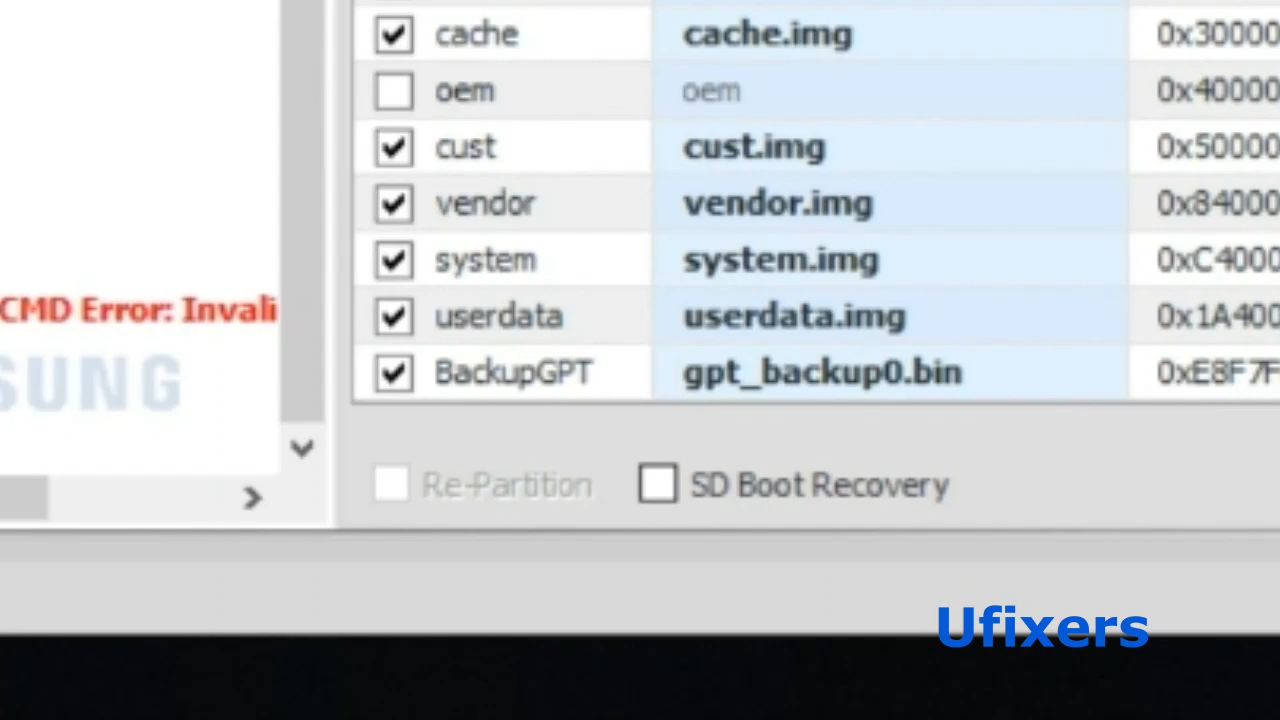 cache cache.img 0x30000
oem oem 0x40000
cust cust.img 0x50000
vendor vendor.img 0x84000
system system.img 0xC4000
CMD Error: Invali
userdata userdata.img 0x1A400
SUNG
BackupGPT gpt_backup0.bin 0xE8F7F
Re-Partition SD Boot Recovery
Ufixers